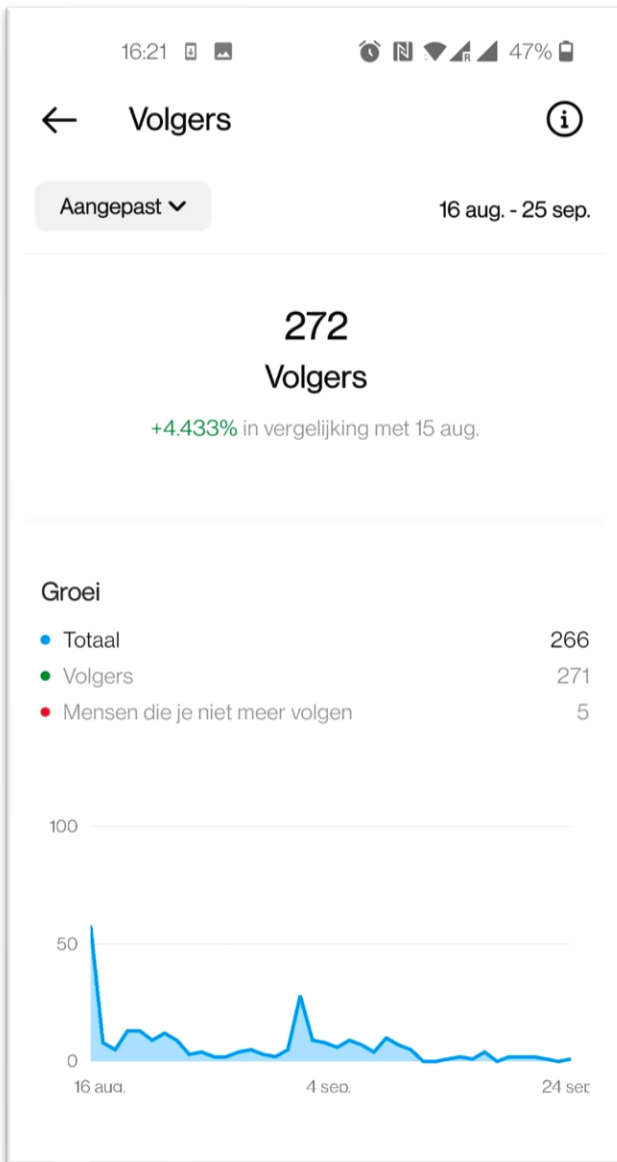 16:21 47%
Volgers
Aangepast 16 aug. - 25 sep.
272
Volgers
+4.433% in vergelijking met 15 aug.
Groei
Totaal 266
Volgers 271
Mensen die je niet meer volgen 5
100
50
0
16 aug. 4 sep. 24 sep